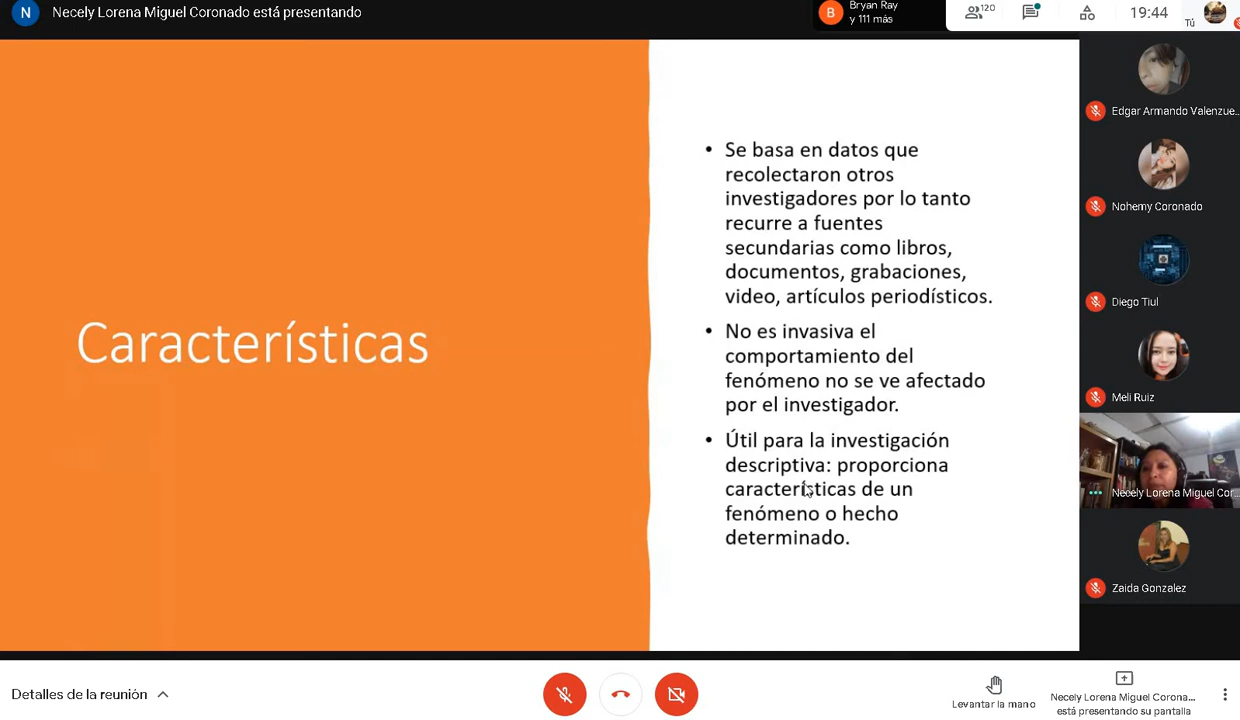 N
Necely Lorena Miguel Coronado está presentando
B
Bryan Ray
y 111 más
120
19:44
Tú
Características
• Se basa en datos que
recolectaron otros
investigadores por lo tanto
recurre a fuentes
secundarias como libros,
documentos, grabaciones,
video, artículos periodísticos.
• No es invasiva el
comportamiento del
fenómeno no se ve afectado
por el investigador.
• Útil para la investigación
descriptiva: proporciona
características de un
fenómeno o hecho
determinado.
Edgar Armando Valenzue...
Nohemy Coronado
Diego Tiul
Meli Ruiz
Necely Lorena Miguel Cor...
Zaida Gonzalez
Detalles de la reunión
Levantar la mano
Necely Lorena Miguel Corona...
está presentando su pantalla